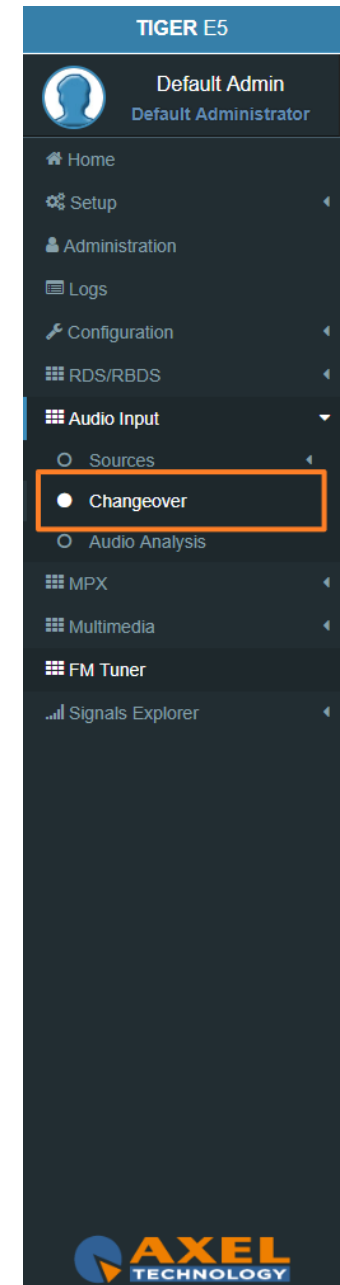 TIGER E5
Default Admin
Default Administrator
Home
Setup
Administration
Logs
Configuration
RDS/RBDS
Audio Input
Sources
Changeover
Audio Analysis
MPX
Multimedia
FM Tuner
Signals Explorer
AXEL
TECHNOLOGY